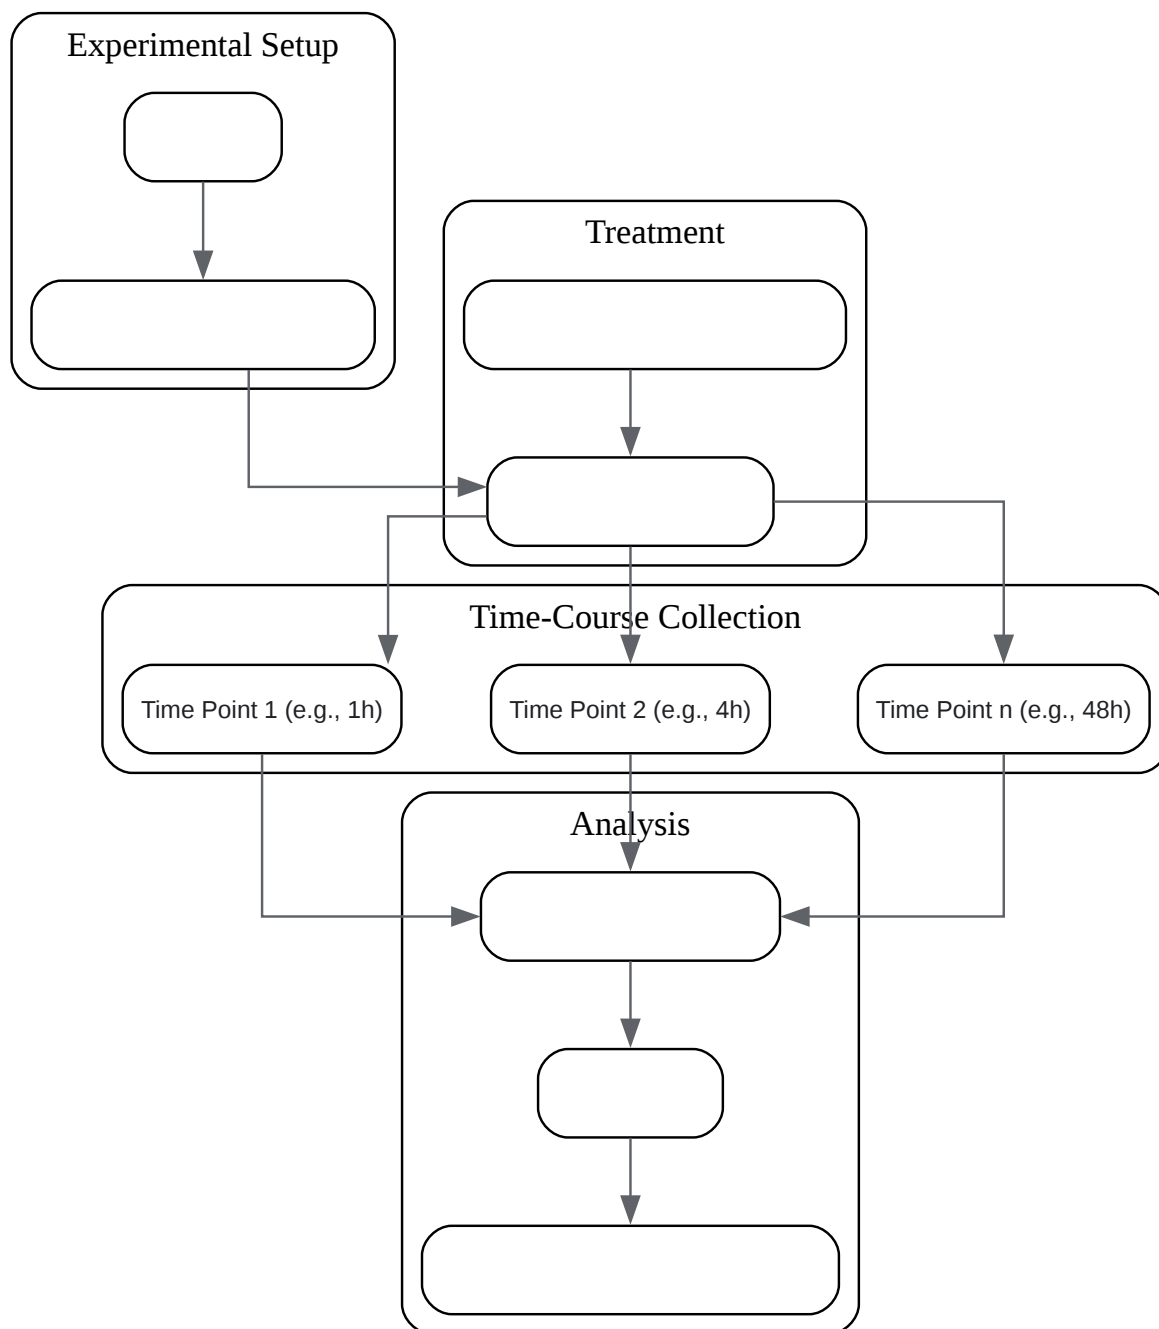 Experimental Setup
Treatment
Time-Course Collection
Time Point 1 (e.g., 1h)
Time Point 2 (e.g., 4h)
Time Point n (e.g., 48h)
Analysis